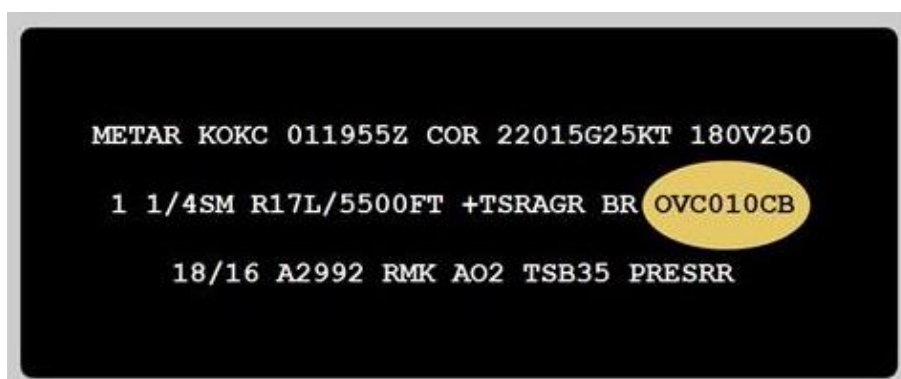 METAR KOKC 011955Z COR 22015G25KT 180V250
1 1/4SM R17L/5500FT +TSRAGR BR OVC010CB
18/16 A2992 RMK AO2 TSB35 PRESRR